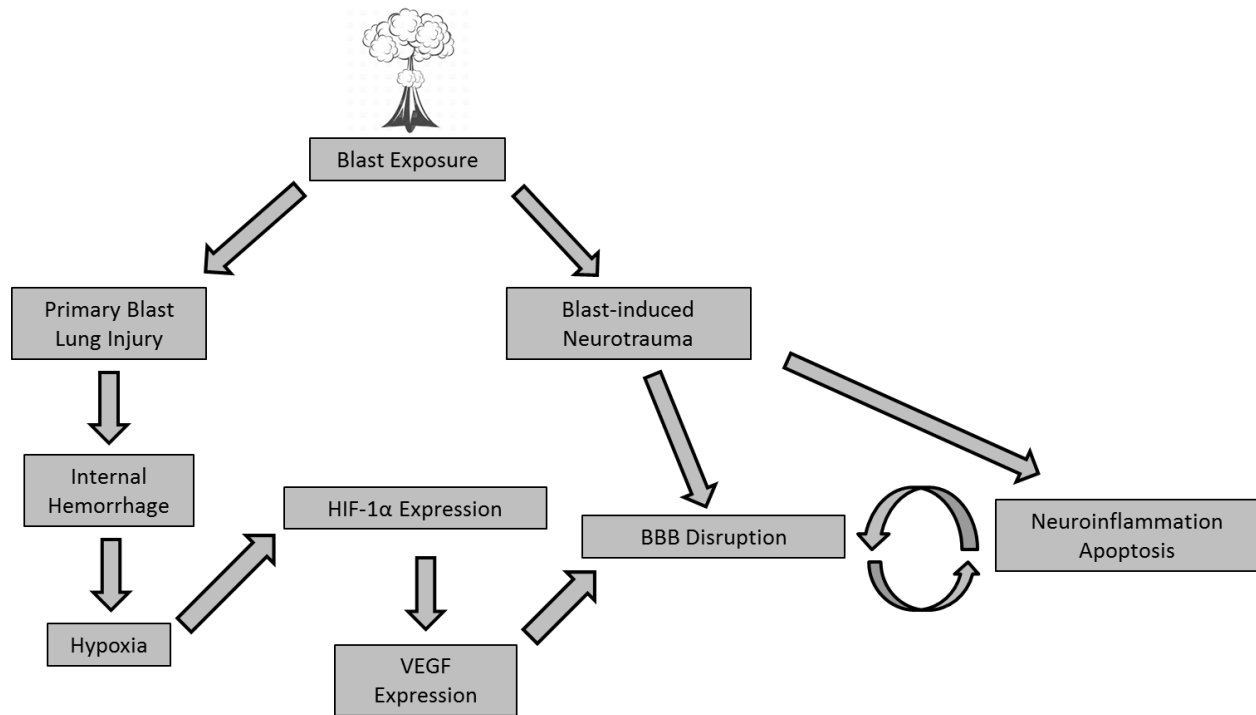 Blast Exposure
Primary Blast
Lung Injury
Blast-induced
Neurotrauma
Internal
Hemorrhage
HIF-1α Expression
BBB Disruption
Neuroinflammation
Apoptosis
Hypoxia
VEGF
Expression